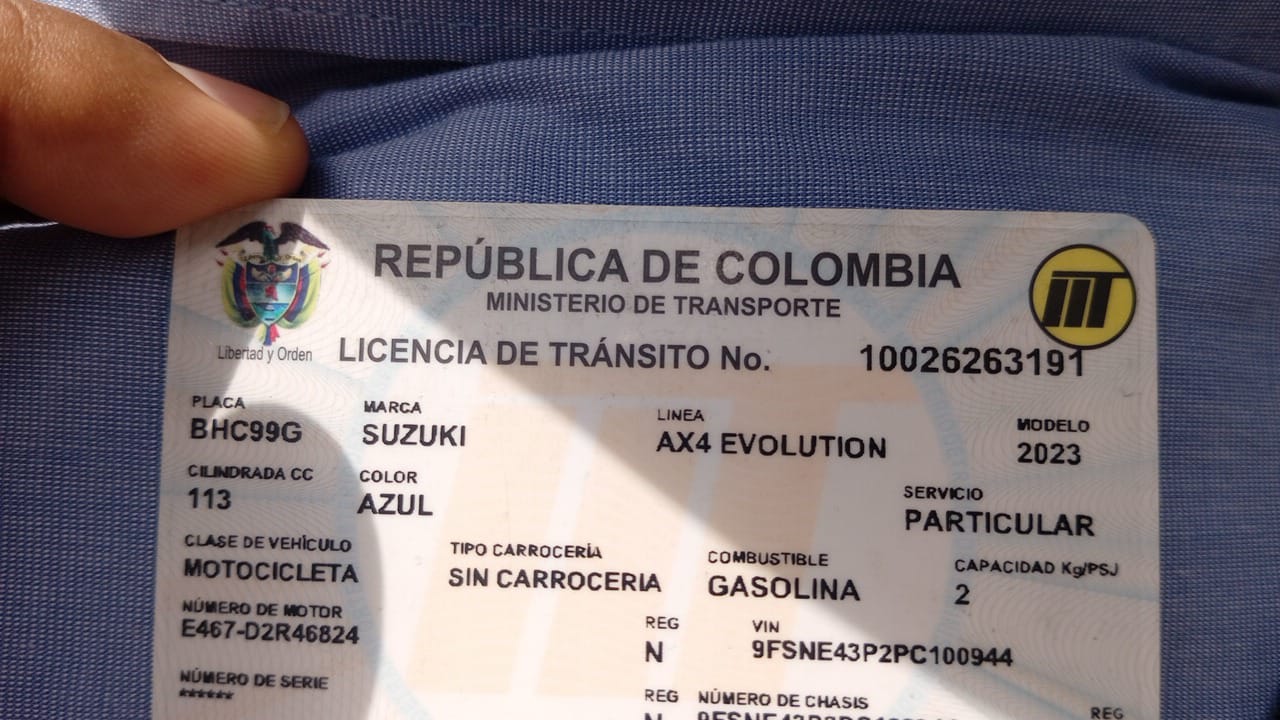 REPÚBLICA DE COLOMBIA
MINISTERIO DE TRANSPORTE
Libertad y Orden
LICENCIA DE TRÁNSITO No. 10026263191
PLACA MARCA LINEA MODELO
BHC99G SUZUKI AX4 EVOLUTION 2023
CILINDRADA CC COLOR SERVICIO
113 AZUL PARTICULAR
CLASE DE VEHÍCULO TIPO CARROCERÍA COMBUSTIBLE CAPACIDAD Kg/PSJ
MOTOCICLETA SIN CARROCERIA GASOLINA 2
NÚMERO DE MOTOR REG VIN
E467-D2R46824 N 9FSNE43P2PC100944
NÚMERO DE SERIE REG NÚMERO DE CHASIS REG
****** N